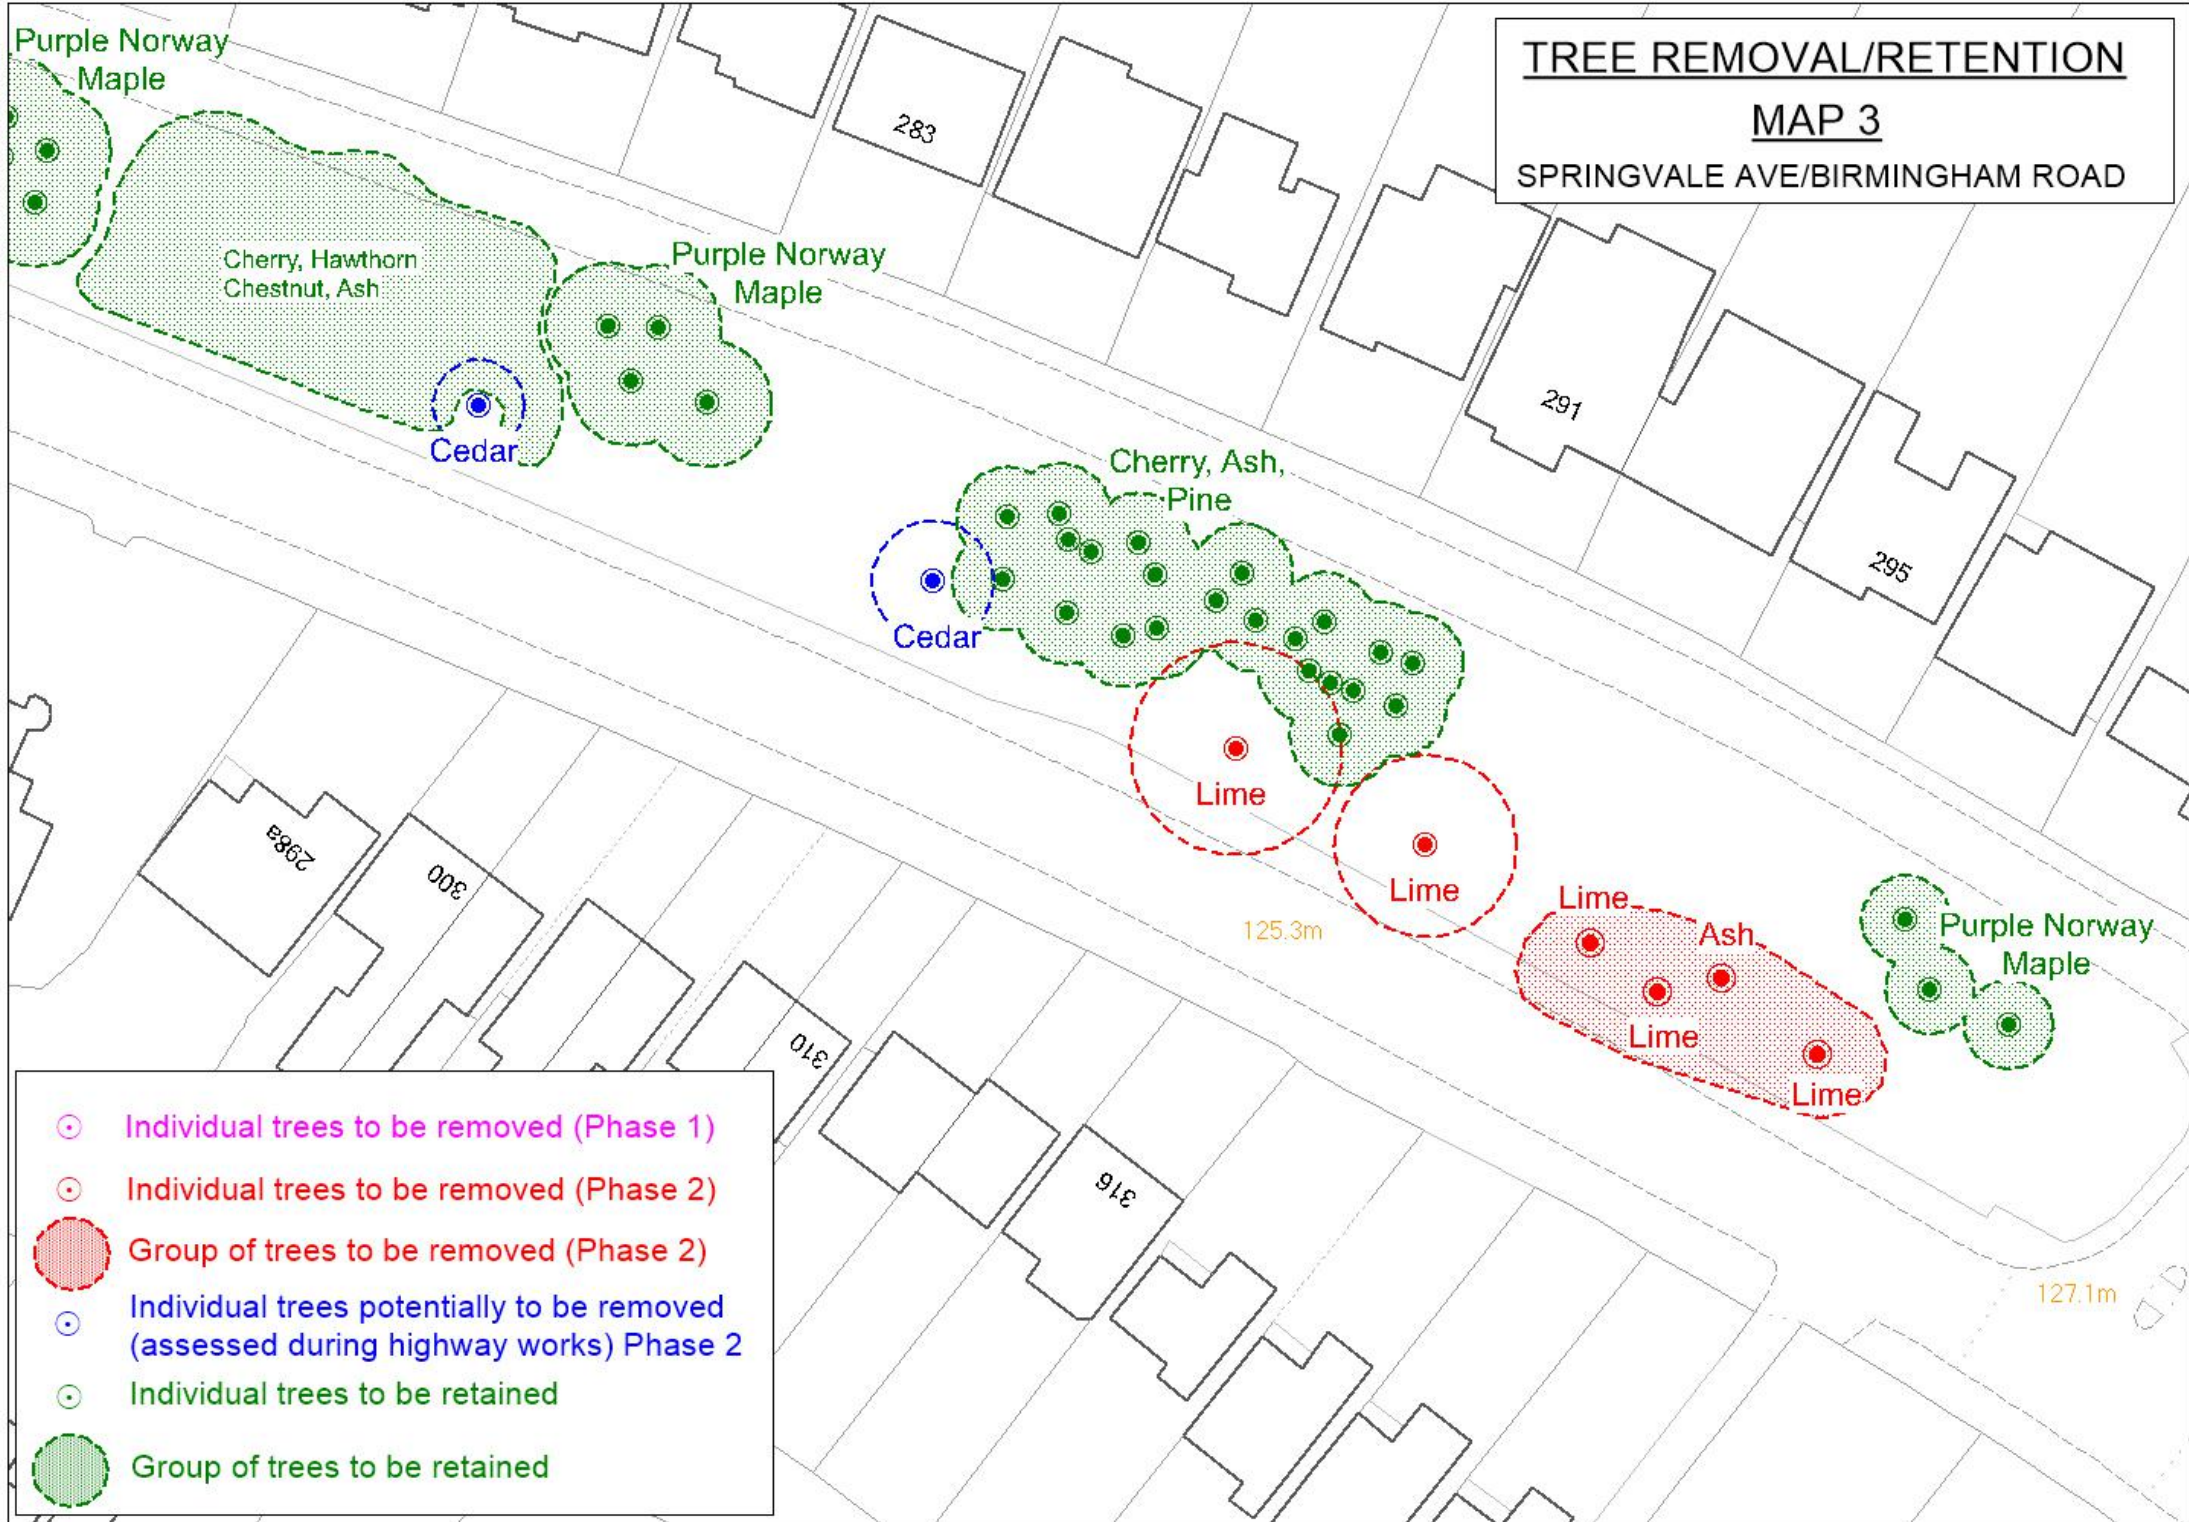 TREE REMOVAL/RETENTION
MAP 3
SPRINGVALE AVE/BIRMINGHAM ROAD
Purple Norway
Maple
283
Cherry, Hawthorn
Chestnut, Ash
Purple Norway
Maple
Cedar
291
Cherry, Ash,
Pine
295
Cedar
Lime
298a
300
Lime
125.3m
Lime
Ash
Purple Norway
Maple
Lime
310
Lime
316
127.1m
Individual trees to be removed (Phase 1)
Individual trees to be removed (Phase 2)
Group of trees to be removed (Phase 2)
Individual trees potentially to be removed
(assessed during highway works) Phase 2
Individual trees to be retained
Group of trees to be retained